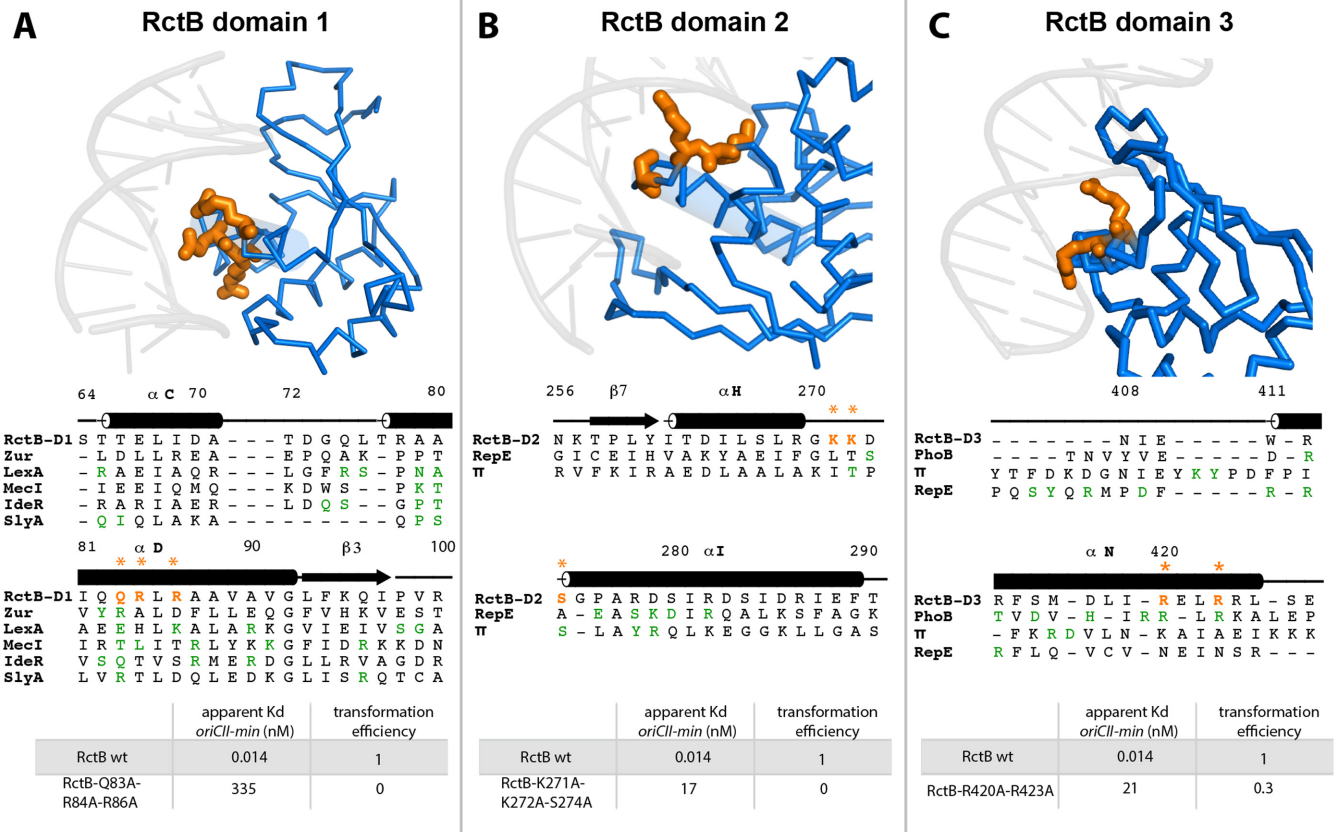 A
RctB domain 1
B
RctB domain 2
C
RctB domain 3
64 α C 70 72 80
RctB-D1 S T T E L I D A - - - T D G Q L T R A A
Zur - L D L L R E A - - - E P Q A K - P P T
LexA - R A E I A Q R - - - L G F R S - P N A
MecI - I E E I Q M Q - - - K D W S - - P K T
IdeR - R A R I A E R - - - L D Q S - - G P T
SlyA - Q I Q L A K A - - - - - - - - - Q P S
81 α D 90 β3 100
* * *
RctB-D1 I Q Q R L R A A V A V G L F K Q I P V R
Zur V Y R A L D F L L E Q G F V H K V E S T
LexA A E E H L K A L A R K G V I E I V S G A
MecI I R T L I T R L Y K K G F I D R K K D N
IdeR V S Q T V S R M E R D G L L R V A G D R
SlyA L V R T L D Q L E D K G L I S R Q T C A
apparent Kd
oriCII-min (nM)
transformation
efficiency
RctB wt 0.014 1
RctB-Q83A-
R84A-R86A 335 0
256 β7 α H 270
* *
RctB-D2 N K T P L Y I T D I L S L R G K K D
RepE G I C E I H V A K Y A E I F G L T S
π R V F K I R A E D L A A L A K I T P
280 α I 290
*
RctB-D2 S G P A R D S I R D S I D R I E F T
RepE A - E A S K D I R Q A L K S F A G K
π S - L A Y R Q L K E G G K L L G A S
apparent Kd
oriCII-min (nM)
transformation
efficiency
RctB wt 0.014 1
RctB-K271A-
K272A-S274A 17 0
408 411
RctB-D3 - - - - - - - N I E - - - - - W - R
PhoB - - - - T N V Y V E - - - - - D - R
π Y T F D K D G N I E Y K Y P D F P I
RepE P Q S Y Q R M P D F - - - - - R - R
α N 420
* *
RctB-D3 R F S M - D L I - R E L R R L - S E
PhoB T V D V - H - I R R - L R K A L E P
π - F K R D V L N - K A I A E I K K K
RepE R F L Q - V C V - N E I N S R - - -
apparent Kd
oriCII-min (nM)
transformation
efficiency
RctB wt 0.014 1
RctB-R420A-R423A 21 0.3